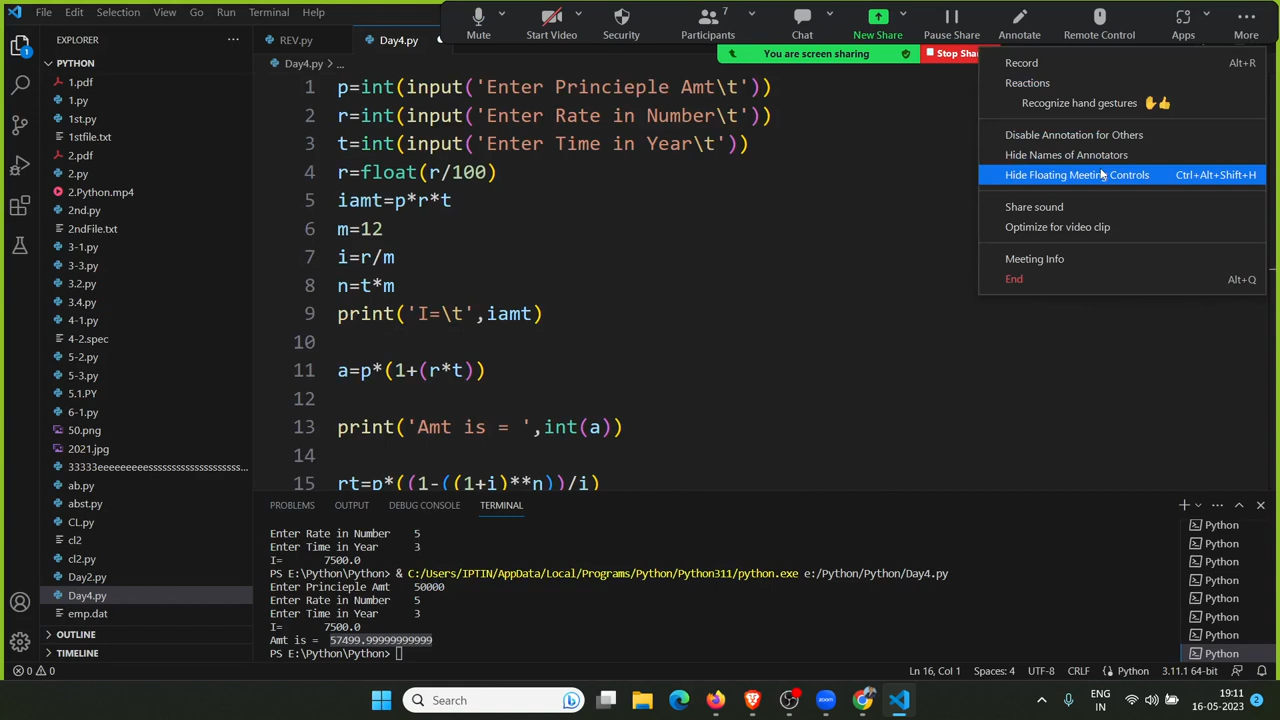 File Edit Selection View Go Run Terminal Help
EXPLORER
PYTHON
1.pdf
1.py
1st.py
1stfile.txt
2.pdf
2.py
2.Python.mp4
2nd.py
2ndFile.txt
3-1.py
3-3.py
3.2.py
3.4.py
4-1.py
4-2.spec
5-2.py
5-3.py
5.1.PY
6-1.py
50.png
2021.jpg
ab.py
abst.py
CL.py
cl2
cl2.py
Day2.py
Day4.py
emp.dat
OUTLINE
TIMELINE
REV.py Day4.py
Day4.py > ...
1 p=int(input('Enter Princieple Amt\t'))
2 r=int(input('Enter Rate in Number\t'))
3 t=int(input('Enter Time in Year\t'))
4 r=float(r/100)
5 iamt=p*r*t
6 m=12
7 i=r/m
8 n=t*m
9 print('I=\t',iamt)
10
11 a=p*(1+(r*t))
12
13 print('Amt is = ',int(a))
14
15 rt=p*((1-((1+i)**n))/i)
Mute
Start Video
Security
Participants 7
Chat
New Share
Pause Share
Annotate
Remote Control
Apps
More
You are screen sharing
Stop Sha
Record Alt+R
Reactions
Recognize hand gestures
Disable Annotation for Others
Hide Names of Annotators
Hide Floating Meeting Controls Ctrl+Alt+Shift+H
Share sound
Optimize for video clip
Meeting Info
End Alt+Q
PROBLEMS OUTPUT DEBUG CONSOLE TERMINAL
Enter Rate in Number 5
Enter Time in Year 3
I= 7500.0
PS E:\Python\Python> & C:/Users/IPTIN/AppData/Local/Programs/Python/Python311/python.exe e:/Python/Python/Day4.py
Enter Princieple Amt 50000
Enter Rate in Number 5
Enter Time in Year 3
I= 7500.0
Amt is = 57499.99999999999
PS E:\Python\Python>
Python
Python
Python
Python
Python
Python
Python
Python
0 0
Ln 16, Col 1 Spaces: 4 UTF-8 CRLF Python 3.11.1 64-bit
1
Search
zoom
ENG
IN
19:11
16-05-2023
2